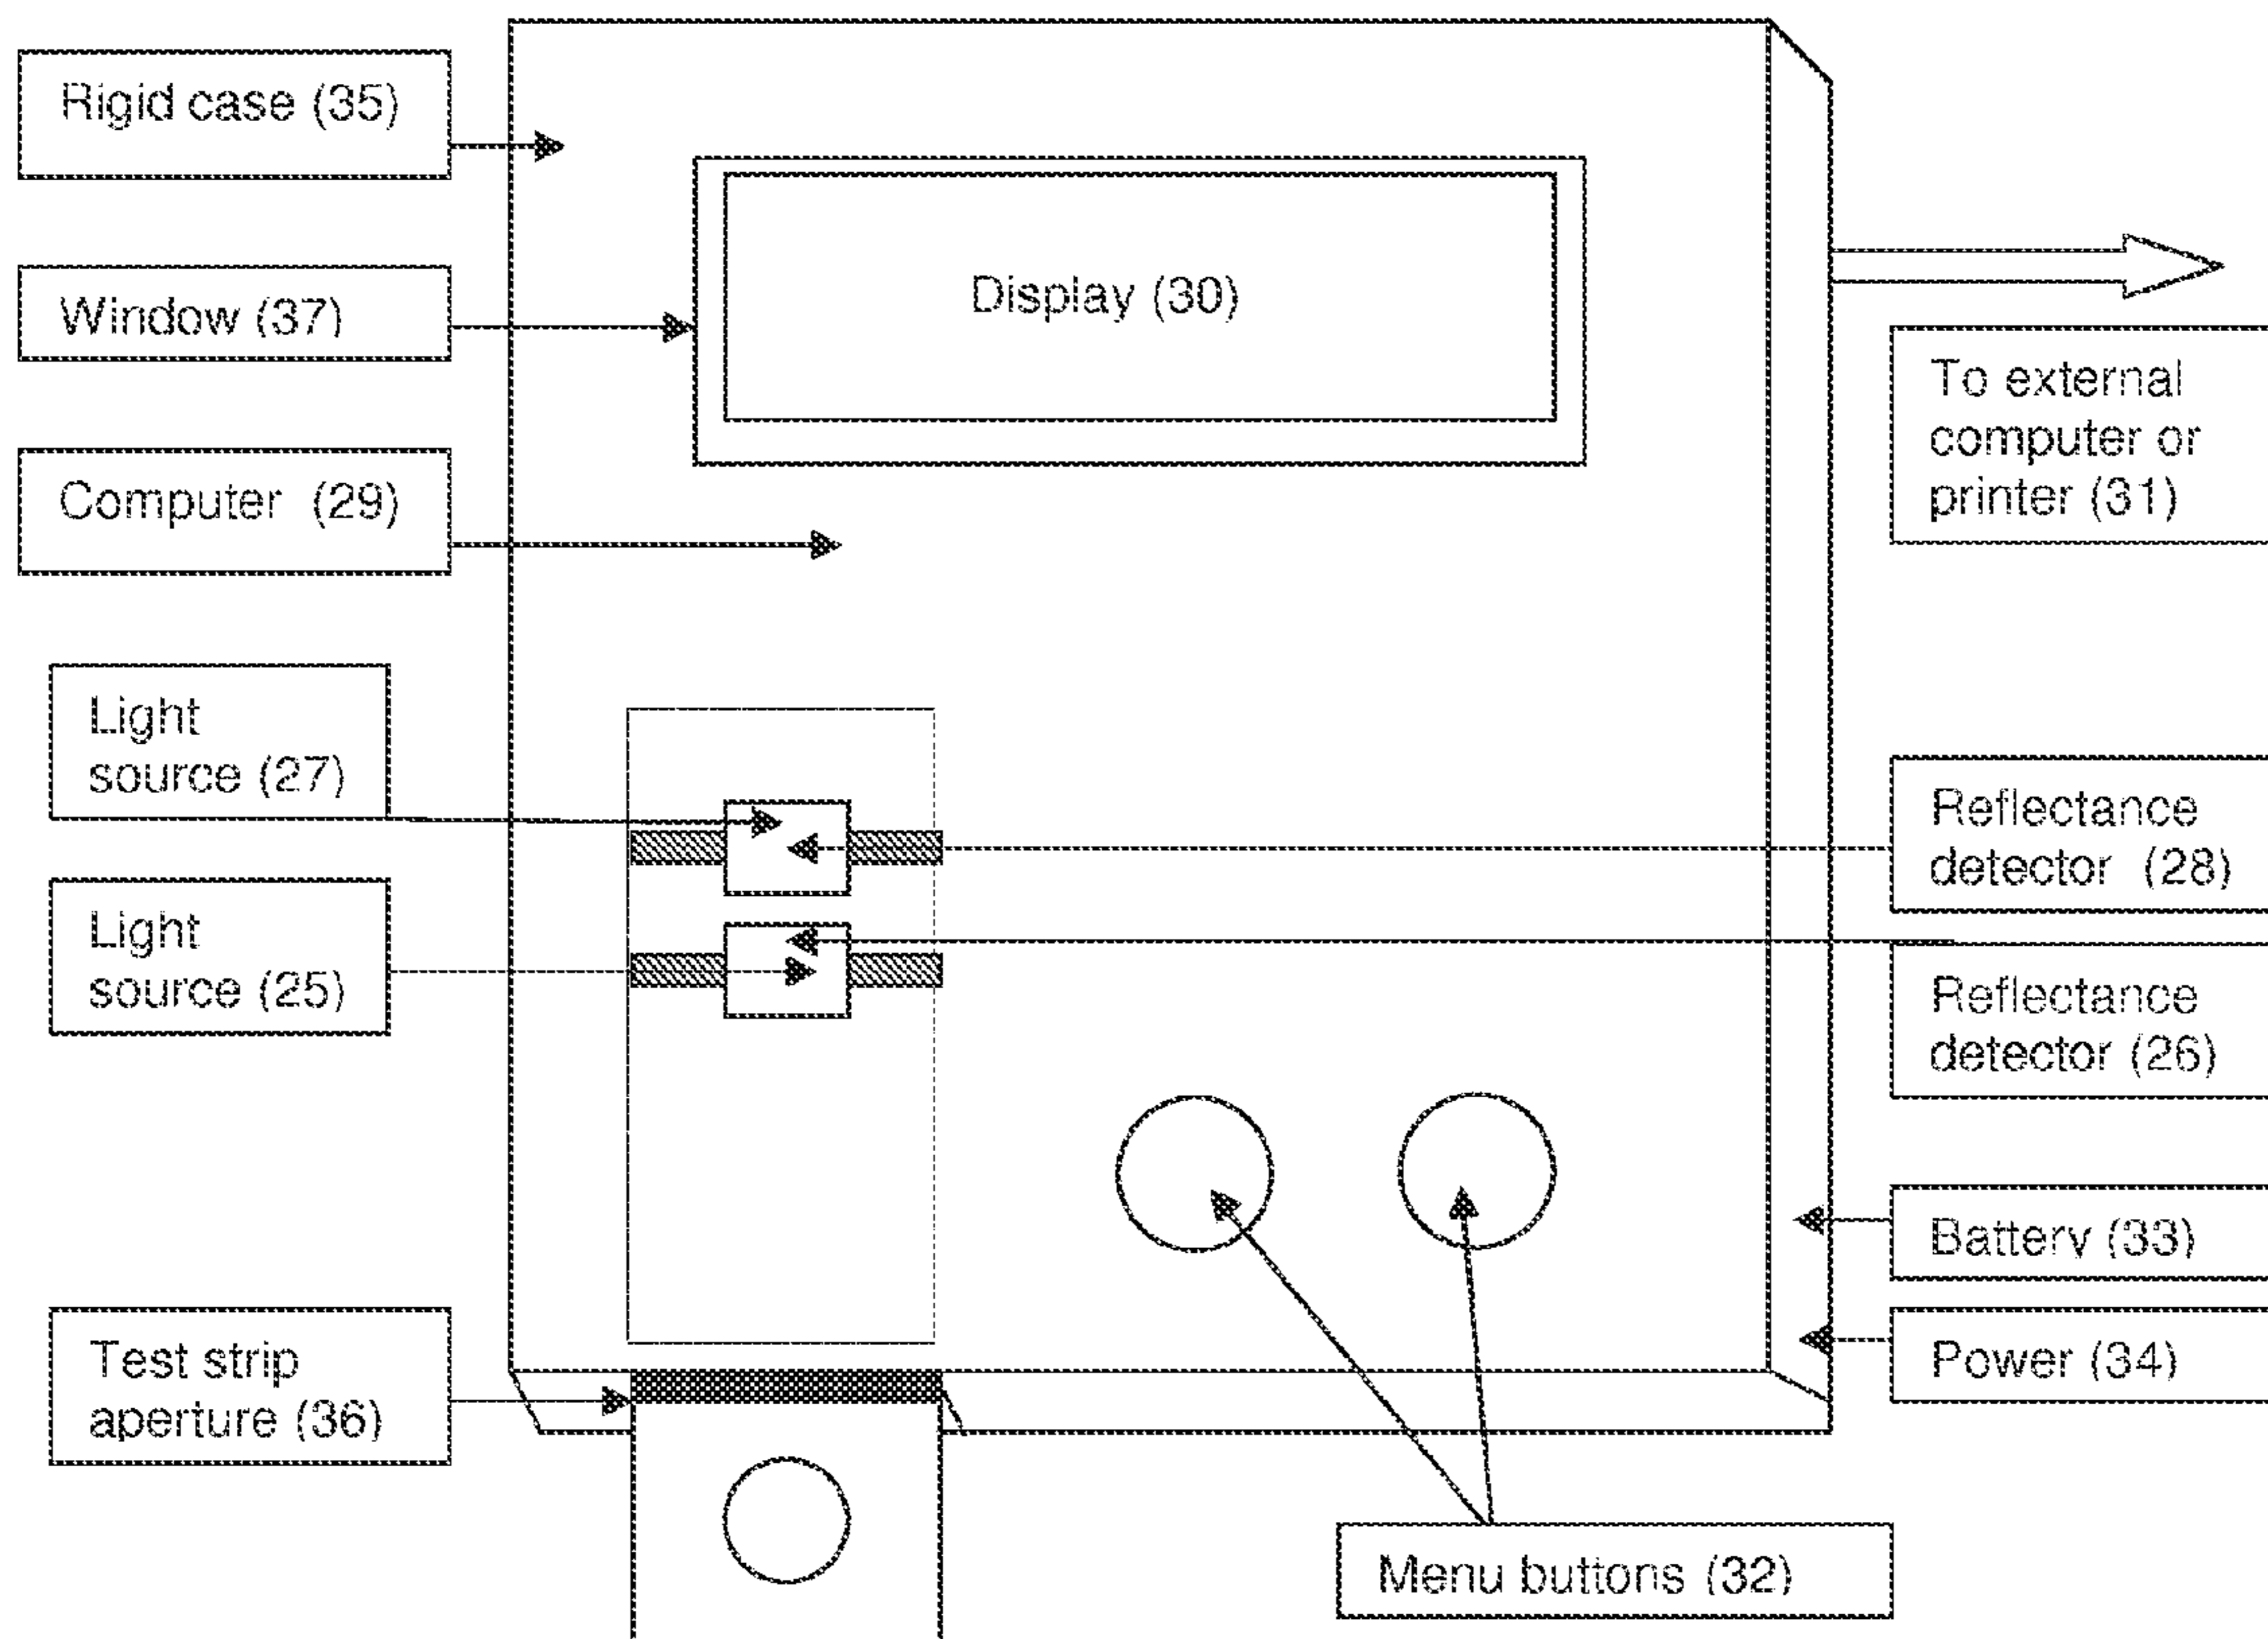 Rigid case (35)
Window (37)
Display (30)
To external
computer or
printer (31)
Computer (29)
Light
source (27)
Reflectance
detector (28)
Light
source (25)
Reflectance
detector (26)
Battery (33)
Power (34)
Test strip
aperture (36)
Menu buttons (32)